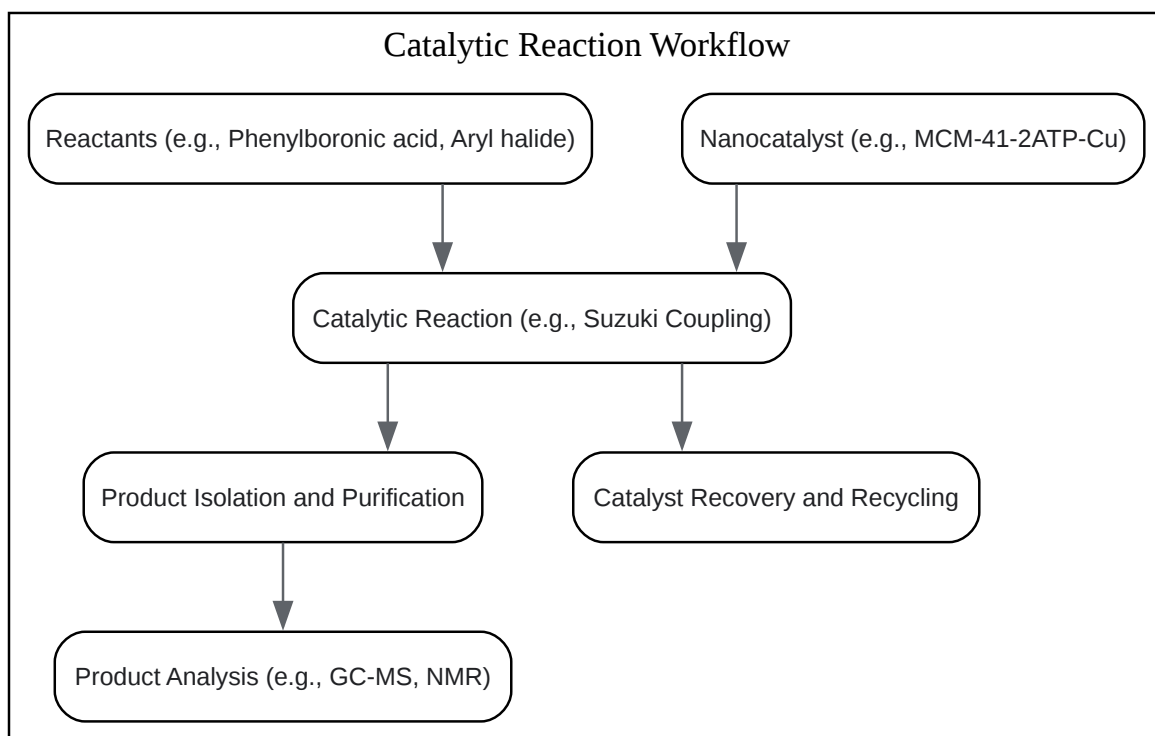 Catalytic Reaction Workflow
Reactants (e.g., Phenylboronic acid, Aryl halide)
Nanocatalyst (e.g., MCM-41-2ATP-Cu)
Catalytic Reaction (e.g., Suzuki Coupling)
Product Isolation and Purification
Catalyst Recovery and Recycling
Product Analysis (e.g., GC-MS, NMR)